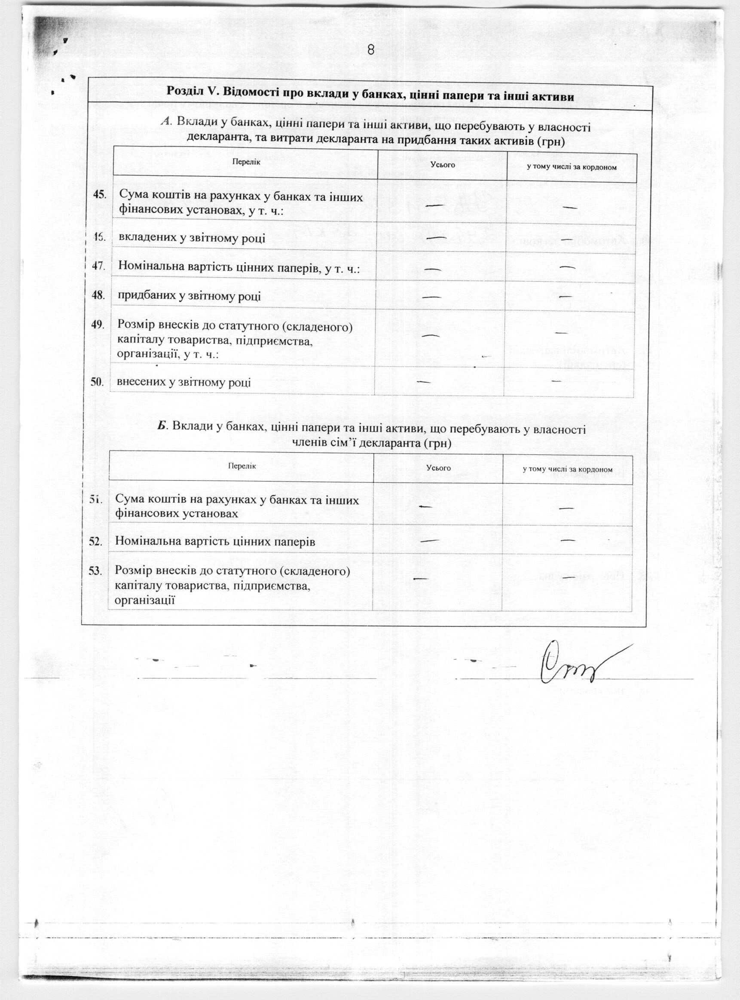 8
Розділ V. Відомості про вклади у банках, цінні папери та інші активи
А. Вклади у банках, цінні папери та інші активи, що перебувають у власності
декларанта, та витрати декларанта на придбання таких активів (грн)
Перелік Усього у тому числі за кордоном
45. Сума коштів на рахунках у банках та інших
фінансових установах, у т. ч.: — —
46. вкладених у звітному році — —
47. Номінальна вартість цінних паперів, у т. ч.: — —
48. придбаних у звітному році — —
49. Розмір внесків до статутного (складеного)
капіталу товариства, підприємства, — —
організації, у т. ч.:
50. внесених у звітному році — —
Б. Вклади у банках, цінні папери та інші активи, що перебувають у власності
членів сім’ї декларанта (грн)
Перелік Усього у тому числі за кордоном
51. Сума коштів на рахунках у банках та інших
фінансових установах — —
52. Номінальна вартість цінних паперів — —
53. Розмір внесків до статутного (складеного)
капіталу товариства, підприємства, — —
організації